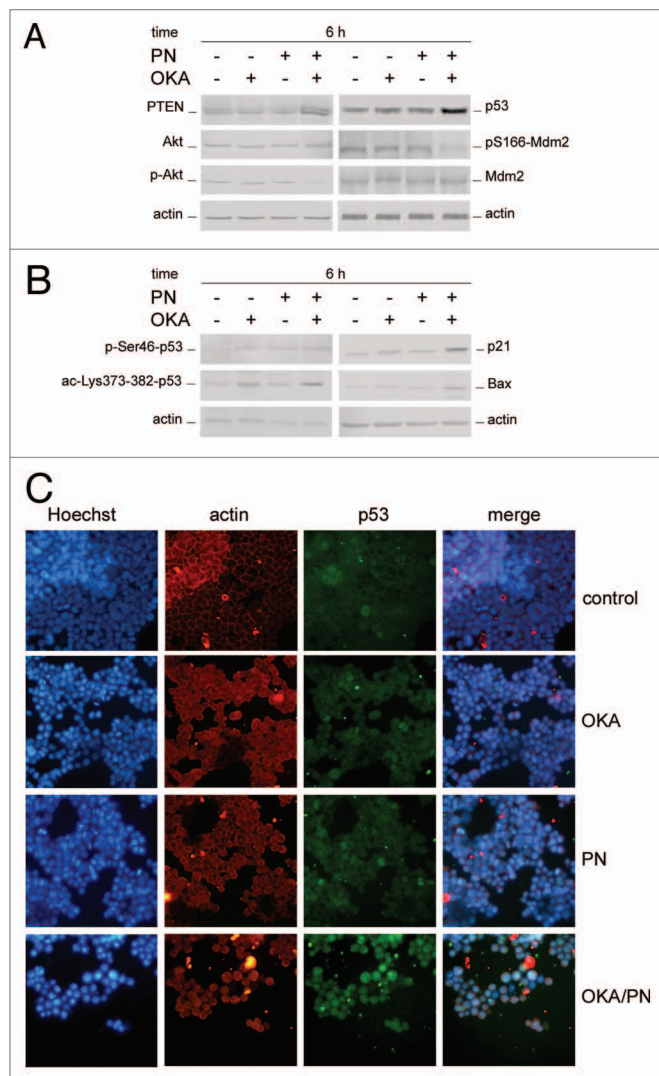 A
time 6 h
PN - - + + - - + +
OKA - + - + - + - +
PTEN p53
Akt pS166-Mdm2
p-Akt Mdm2
actin actin
B
time 6 h
PN - - + + - - + +
OKA - + - + - + - +
p-Ser46-p53 p21
ac-Lys373-382-p53 Bax
actin actin
C
Hoechst actin p53 merge
control
OKA
PN
OKA/PN